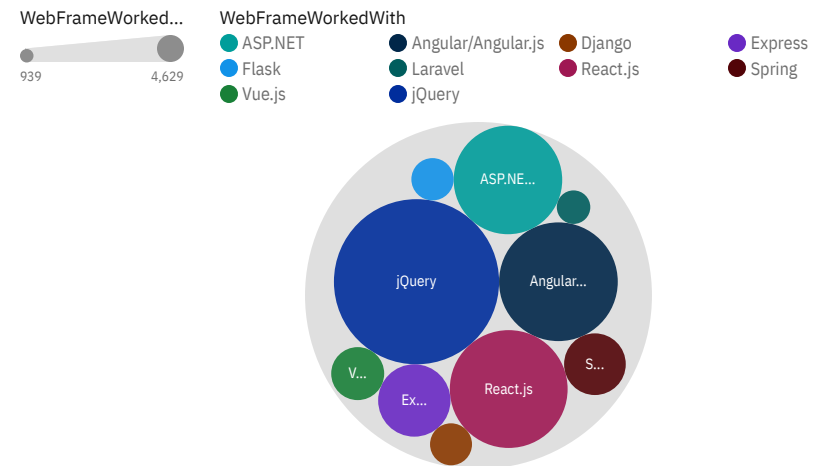 WebFrameWorked... WebFrameWorkedWith
939 4,629
ASP.NET Angular/Angular.js Django Express
Flask Laravel React.js Spring
Vue.js jQuery
ASP.NE...
jQuery Angular...
V... Ex... React.js S...